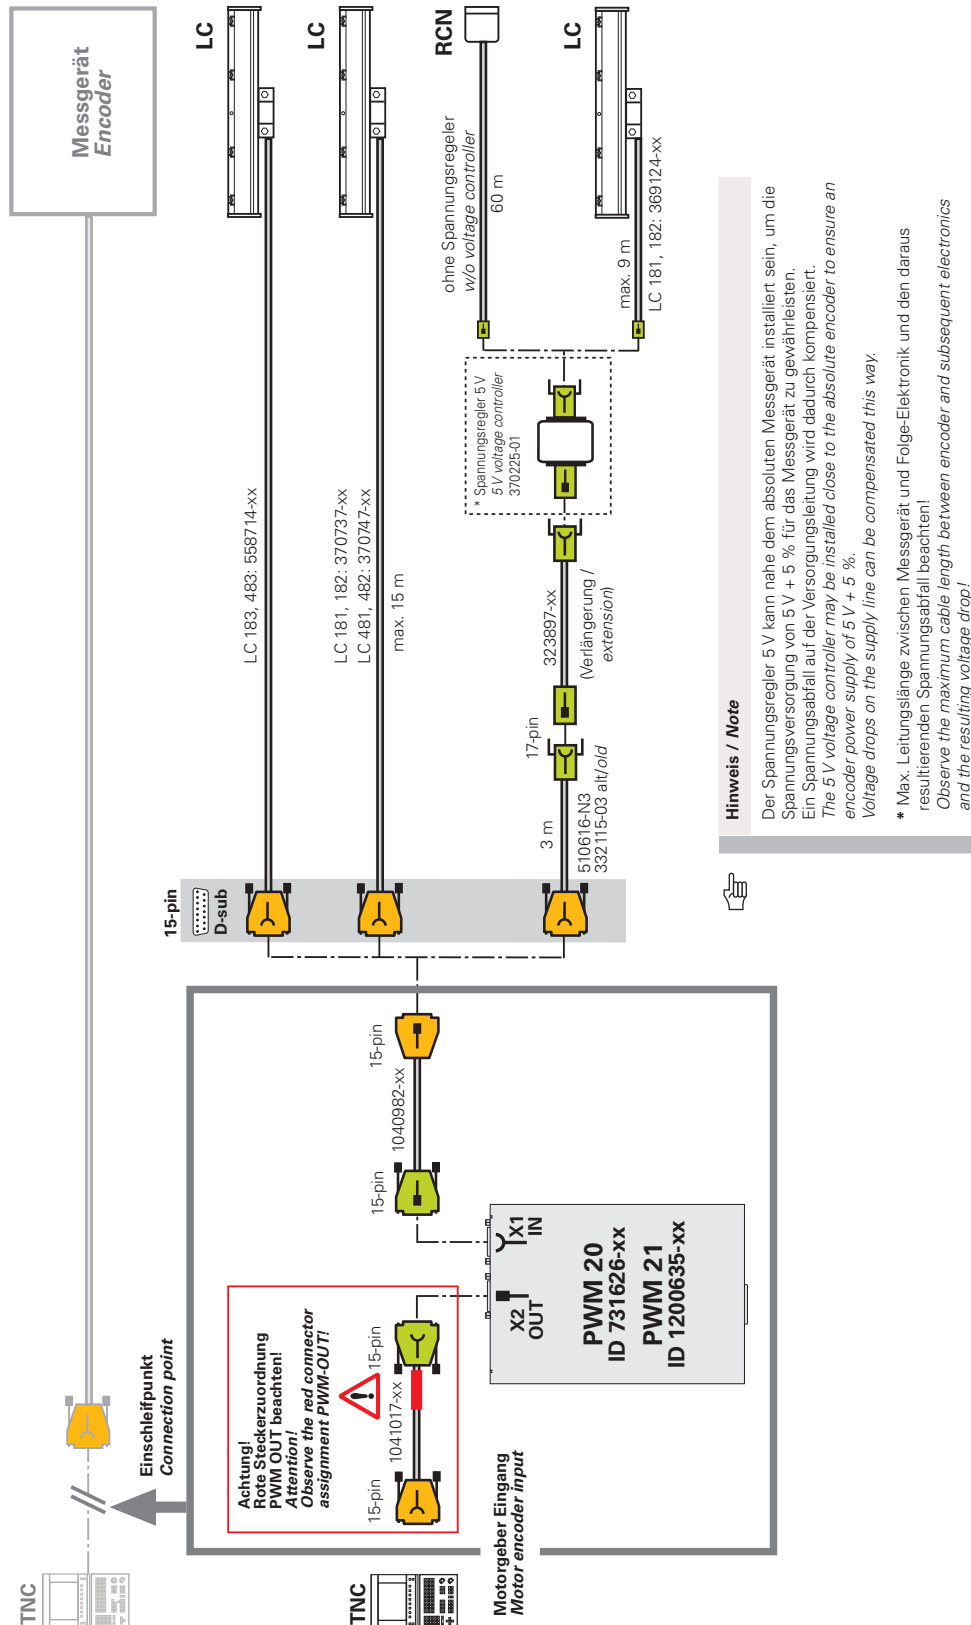 Messgerät
Encoder
LC
LC
RCN
LC
LC 183, 483: 558714-xx
LC 181, 182: 370737-xx
LC 481, 482: 370747-xx
max. 15 m
ohne Spannungsregeler
w/o voltage controller
60 m
max. 9 m
LC 181, 182: 369124-xx
* Spannungsregler 5 V
5 V voltage controller
370225-01
323897-xx
(Verlängerung /
extension)
17-pin
3 m
510616-N3
332115-03 alt/old
15-pin
D-sub
15-pin
1040982-xx
15-pin
X1
IN
X2
OUT
PWM 20
ID 731626-xx
PWM 21
ID 1200635-xx
Achtung!
Rote Steckerzuordnung
PWM OUT beachten!
Attention!
Observe the red connector
assignment PWM-OUT!
15-pin
1041017-xx
15-pin
Einschleifpunkt
Connection point
Motorgeber Eingang
Motor encoder input
TNC
TNC
Hinweis / Note
Der Spannungsregler 5 V kann nahe dem absoluten Messgerät installiert sein, um die
Spannungsversorgung von 5 V + 5 % für das Messgerät zu gewährleisten.
Ein Spannungsabfall auf der Versorgungsleitung wird dadurch kompensiert.
The 5 V voltage controller may be installed close to the absolute encoder to ensure an
encoder power supply of 5 V + 5 %.
Voltage drops on the supply line can be compensated this way.
* Max. Leitungslänge zwischen Messgerät und Folge-Elektronik und den daraus
resultierenden Spannungsabfall beachten!
Observe the maximum cable length between encoder and subsequent electronics
and the resulting voltage drop!